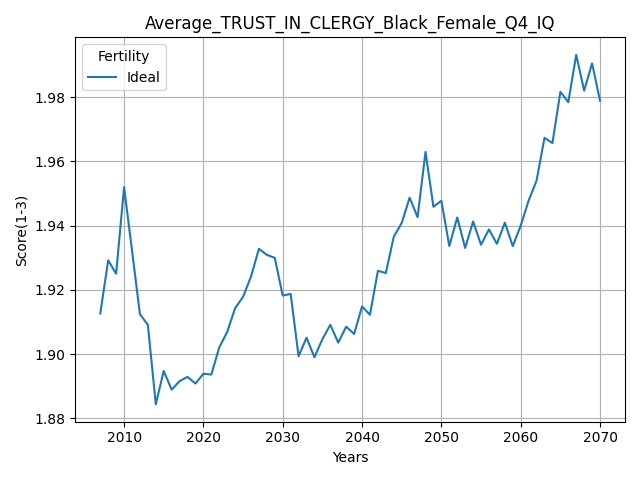 Average_TRUST_IN_CLERGY_Black_Female_Q4_IQ
Fertility
Ideal
Score(1-3)
1.98
1.96
1.94
1.92
1.90
1.88
2010 2020 2030 2040 2050 2060 2070
Years